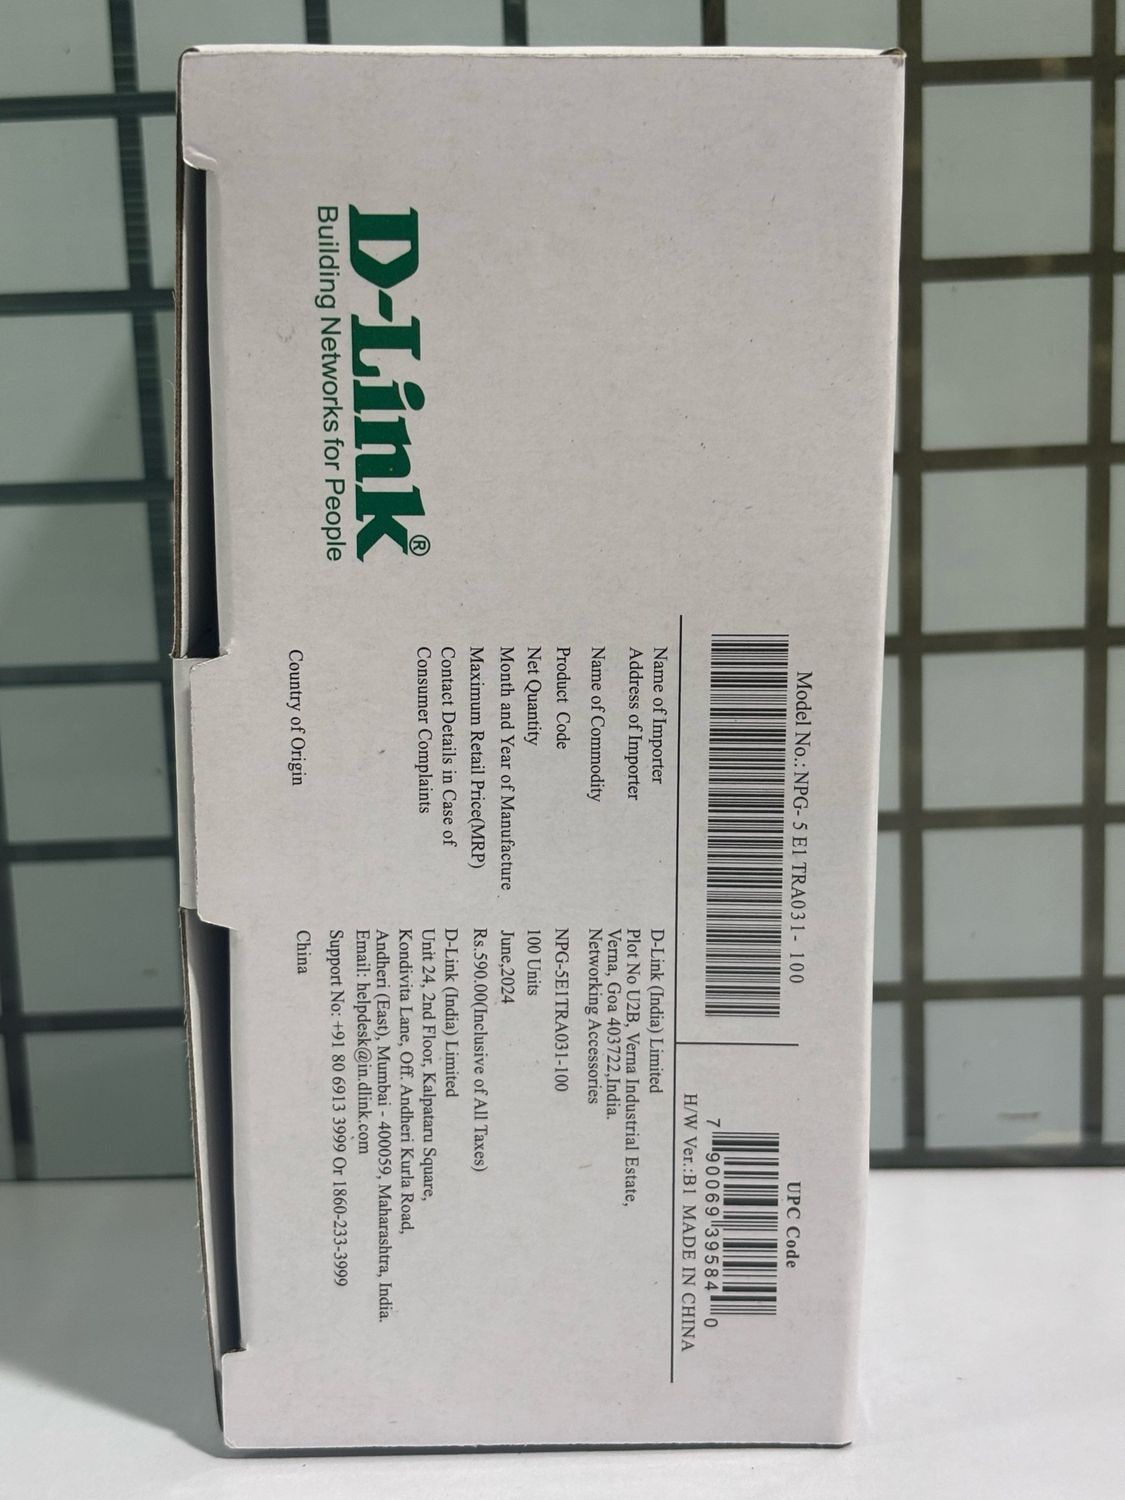 D-Link®
Building Networks for People
Model No.: NPG- 5 E1 TRA031- 100
UPC Code
7 90069 39584 0
H/W Ver.:B1 MADE IN CHINA
Name of Importer D-Link (India) Limited
Address of Importer Plot No U2B, Verna Industrial Estate,
Verna, Goa 403722,India.
Name of Commodity Networking Accessories
Product Code NPG-5E1TRA031-100
Net Quantity 100 Units
Month and Year of Manufacture June,2024
Maximum Retail Price(MRP) Rs.590.00(Inclusive of All Taxes)
Contact Details in Case of D-Link (India) Limited
Consumer Complaints Unit 24, 2nd Floor, Kalpataru Square,
Kondivita Lane, Off. Andheri Kurla Road,
Andheri (East), Mumbai - 400059, Maharashtra, India.
Email: helpdesk@in.dlink.com
Support No: +91 80 6913 3999 Or 1860-233-3999
Country of Origin China